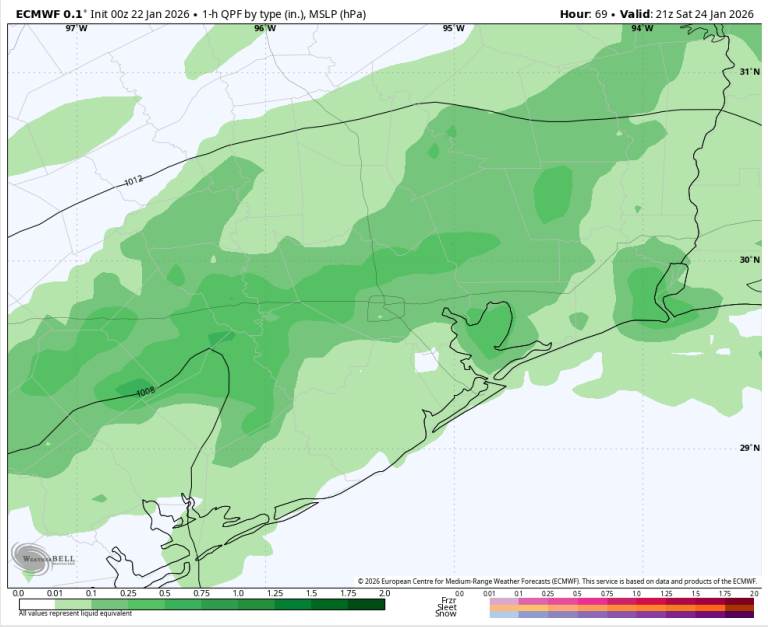 ECMWF 0.1° Init 00z 22 Jan 2026 • 1-h QPF by type (in.), MSLP (hPa)
Hour: 69 • Valid: 21z Sat 24 Jan 2026
97°W 96°W 95°W 94°W
31°N
1012
30°N
1008
29°N
WEATHERBELL
© 2026 European Centre for Medium-Range Weather Forecasts (ECMWF). This service is based on data and products of the ECMWF.
0.0 0.01 0.1 0.25 0.5 0.75 1.0 1.25 1.5 1.75 2.0
0.0 0.01 0.1 0.25 0.5 0.75 1.0 1.25 1.5 1.75 2.0
Frzr
Sleet
Snow
All values represent liquid equivalent